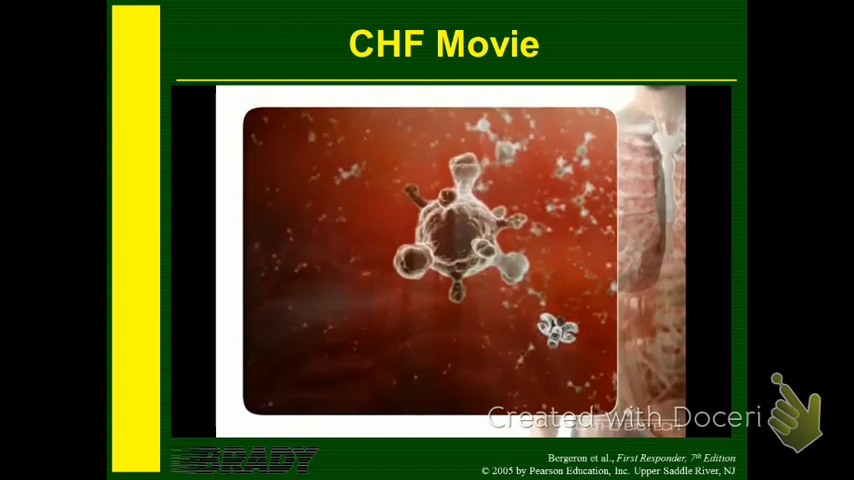 CHF Movie
Created with Doceri
BRADY
Bergeron et al., First Responder, 7th Edition
© 2005 by Pearson Education, Inc. Upper Saddle River, NJ